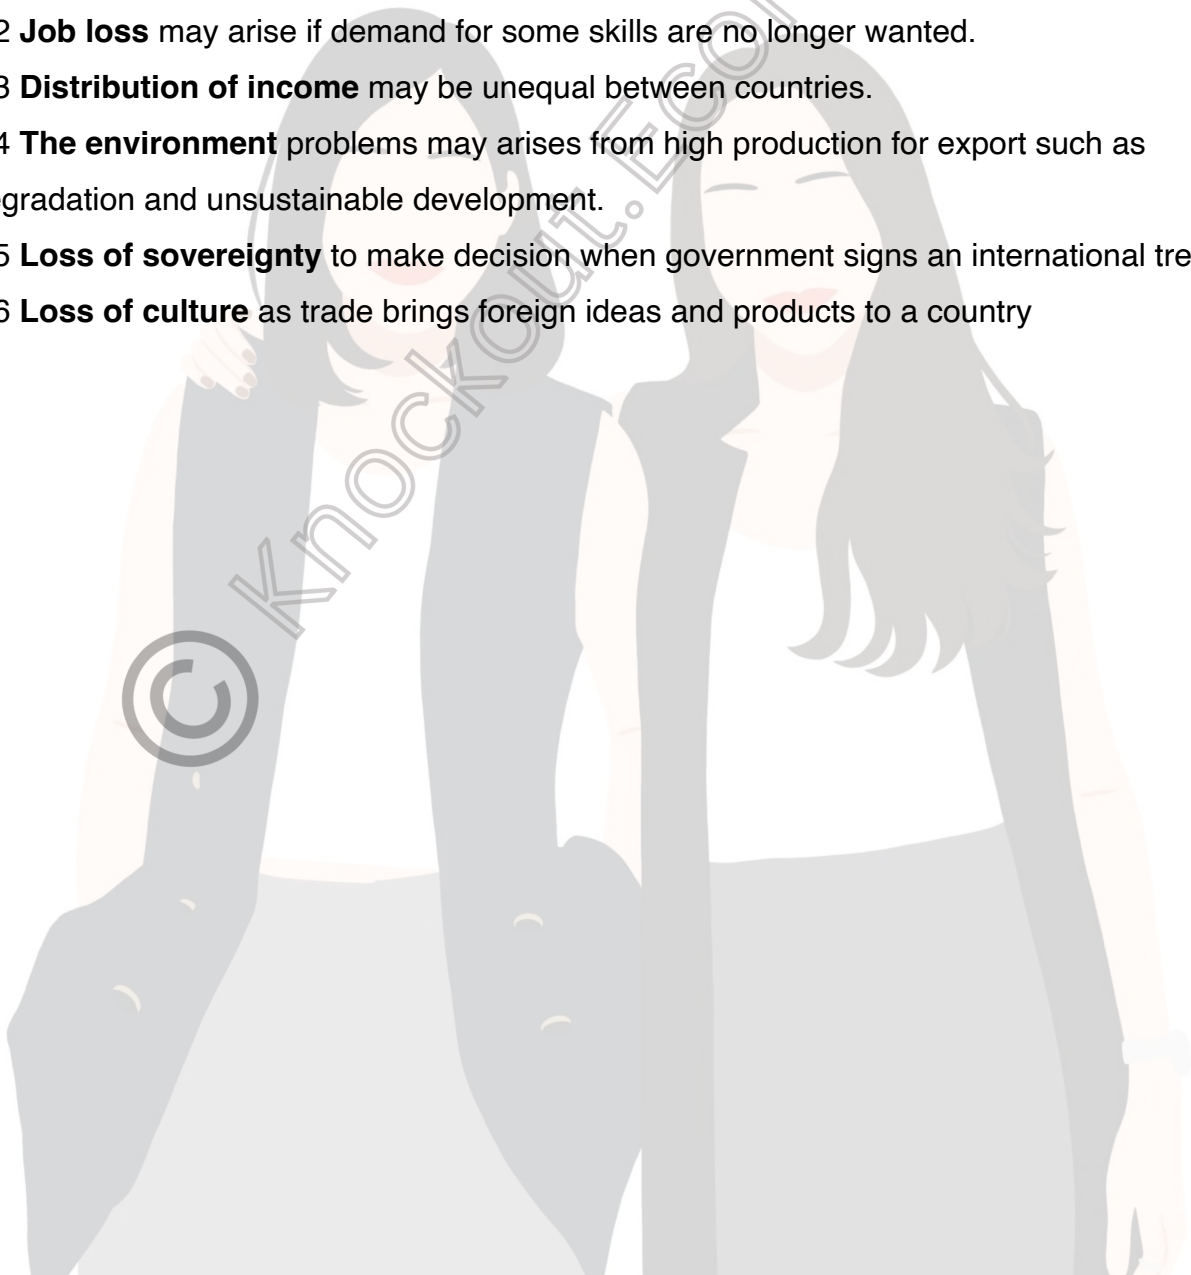 2 Job loss may arise if demand for some skills are no longer wanted.
3 Distribution of income may be unequal between countries.
4 The environment problems may arises from high production for export such as
gradation and unsustainable development.
5 Loss of sovereignty to make decision when government signs an international tre
6 Loss of culture as trade brings foreign ideas and products to a country
© Knockout.Econ